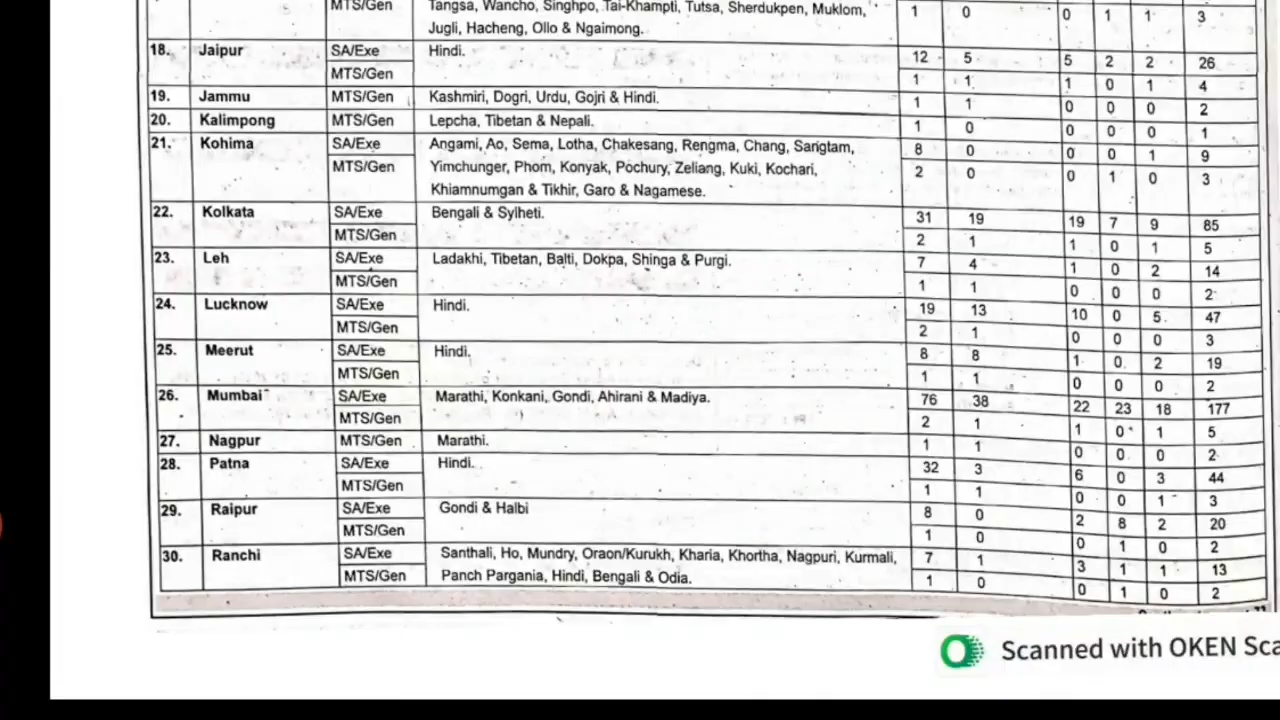 MTS/Gen Tangsa, Wancho, Singhpo, Tai-Khampti, Tutsa, Sherdukpen, Muklom, 1 0 0 1 1 3
Jugli, Hacheng, Ollo & Ngaimong.
18. Jaipur SA/Exe Hindi. 12 5 5 2 2 26
MTS/Gen 1 1 1 0 1 4
19. Jammu MTS/Gen Kashmiri, Dogri, Urdu, Gojri & Hindi. 1 1 0 0 0 2
20. Kalimpong MTS/Gen Lepcha, Tibetan & Nepali. 1 0 0 0 0 1
21. Kohima SA/Exe Angami, Ao, Sema, Lotha, Chakesang, Rengma, Chang, Sangtam, 8 0 0 0 1 9
MTS/Gen Yimchunger, Phom, Konyak, Pochury, Zeliang, Kuki, Kochari, 2 0 0 1 0 3
Khiamnumgan & Tikhir, Garo & Nagamese.
22. Kolkata SA/Exe Bengali & Sylheti. 31 19 19 7 9 85
MTS/Gen 2 1 1 0 1 5
23. Leh SA/Exe Ladakhi, Tibetan, Balti, Dokpa, Shinga & Purgi. 7 4 1 0 2 14
MTS/Gen 1 1 0 0 0 2
24. Lucknow SA/Exe Hindi. 19 13 10 0 5 47
MTS/Gen 2 1 0 0 0 3
25. Meerut SA/Exe Hindi. 8 8 1 0 2 19
MTS/Gen 1 1 0 0 0 2
26. Mumbai SA/Exe Marathi, Konkani, Gondi, Ahirani & Madiya. 76 38 22 23 18 177
MTS/Gen 2 1 1 0 1 5
27. Nagpur MTS/Gen Marathi. 1 1 0 0 0 2
28. Patna SA/Exe Hindi. 32 3 6 0 3 44
MTS/Gen 1 1 0 0 1 3
29. Raipur SA/Exe Gondi & Halbi 8 0 2 8 2 20
MTS/Gen 1 0 0 1 0 2
30. Ranchi SA/Exe Santhali, Ho, Mundry, Oraon/Kurukh, Kharia, Khortha, Nagpuri, Kurmali, 7 1 3 1 1 13
MTS/Gen Panch Pargania, Hindi, Bengali & Odia. 1 0 0 1 0 2
Scanned with OKEN